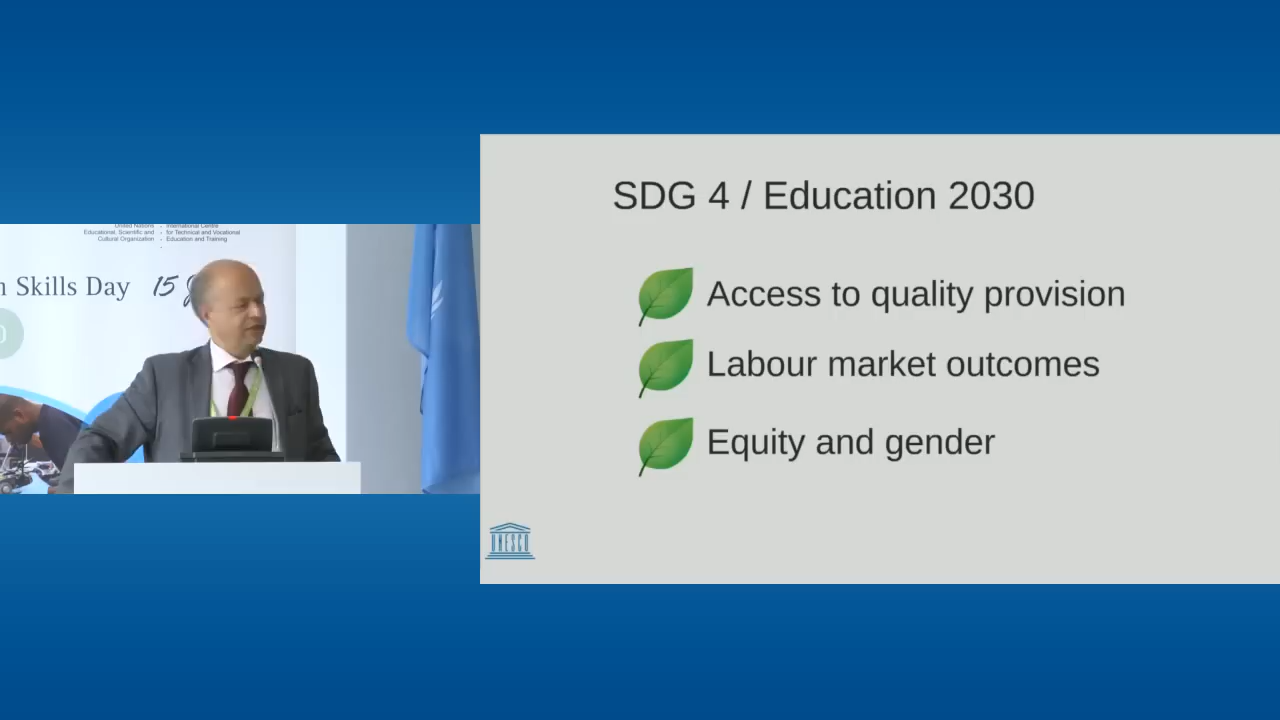 United Nations
Educational, Scientific and
Cultural Organization
International Centre
for Technical and Vocational
Education and Training
Skills Day 15
SDG 4 / Education 2030
Access to quality provision
Labour market outcomes
Equity and gender
UNESCO